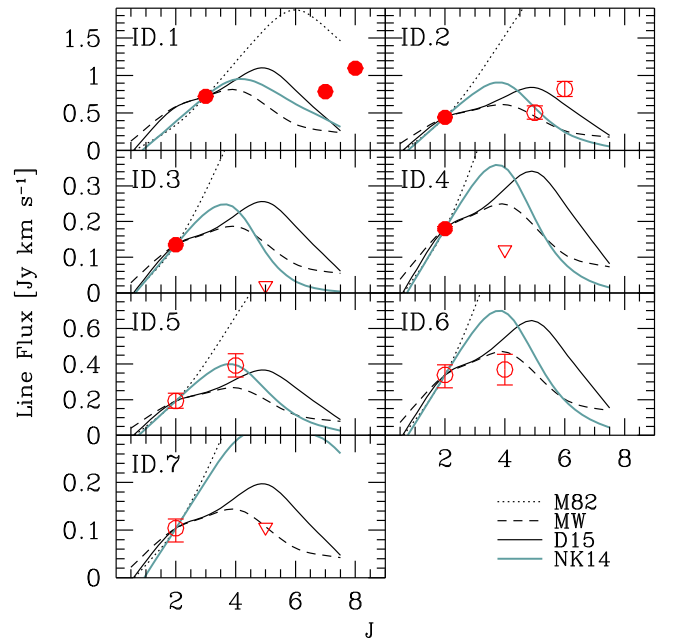 ID.1
ID.2
1.5
1
0.5
0
ID.3
ID.4
0.3
0.2
0.1
0
ID.5
ID.6
0.6
0.4
0.2
0
ID.7
0.2
0.1
0
2 4 6 8
2 4 6 8
J
Line Flux [Jy km s⁻¹]
M82
MW
D15
NK14